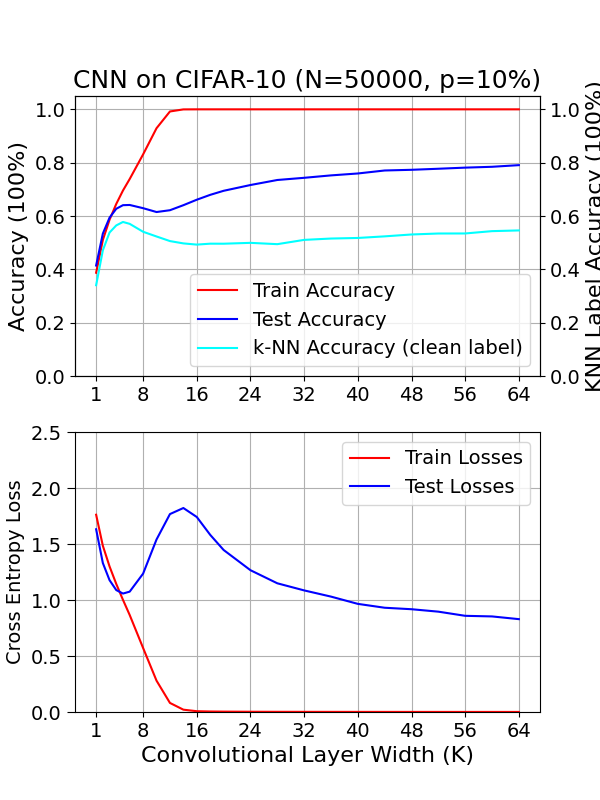 CNN on CIFAR-10 (N=50000, p=10%)
Accuracy (100%)
1.0
0.8
0.6
0.4
0.2
0.0
1.0
0.8
0.6
0.4
0.2
0.0
KNN Label Accuracy (100%)
Train Accuracy
Test Accuracy
k-NN Accuracy (clean label)
1 8 16 24 32 40 48 56 64
Cross Entropy Loss
2.5
2.0
1.5
1.0
0.5
0.0
Train Losses
Test Losses
1 8 16 24 32 40 48 56 64
Convolutional Layer Width (K)